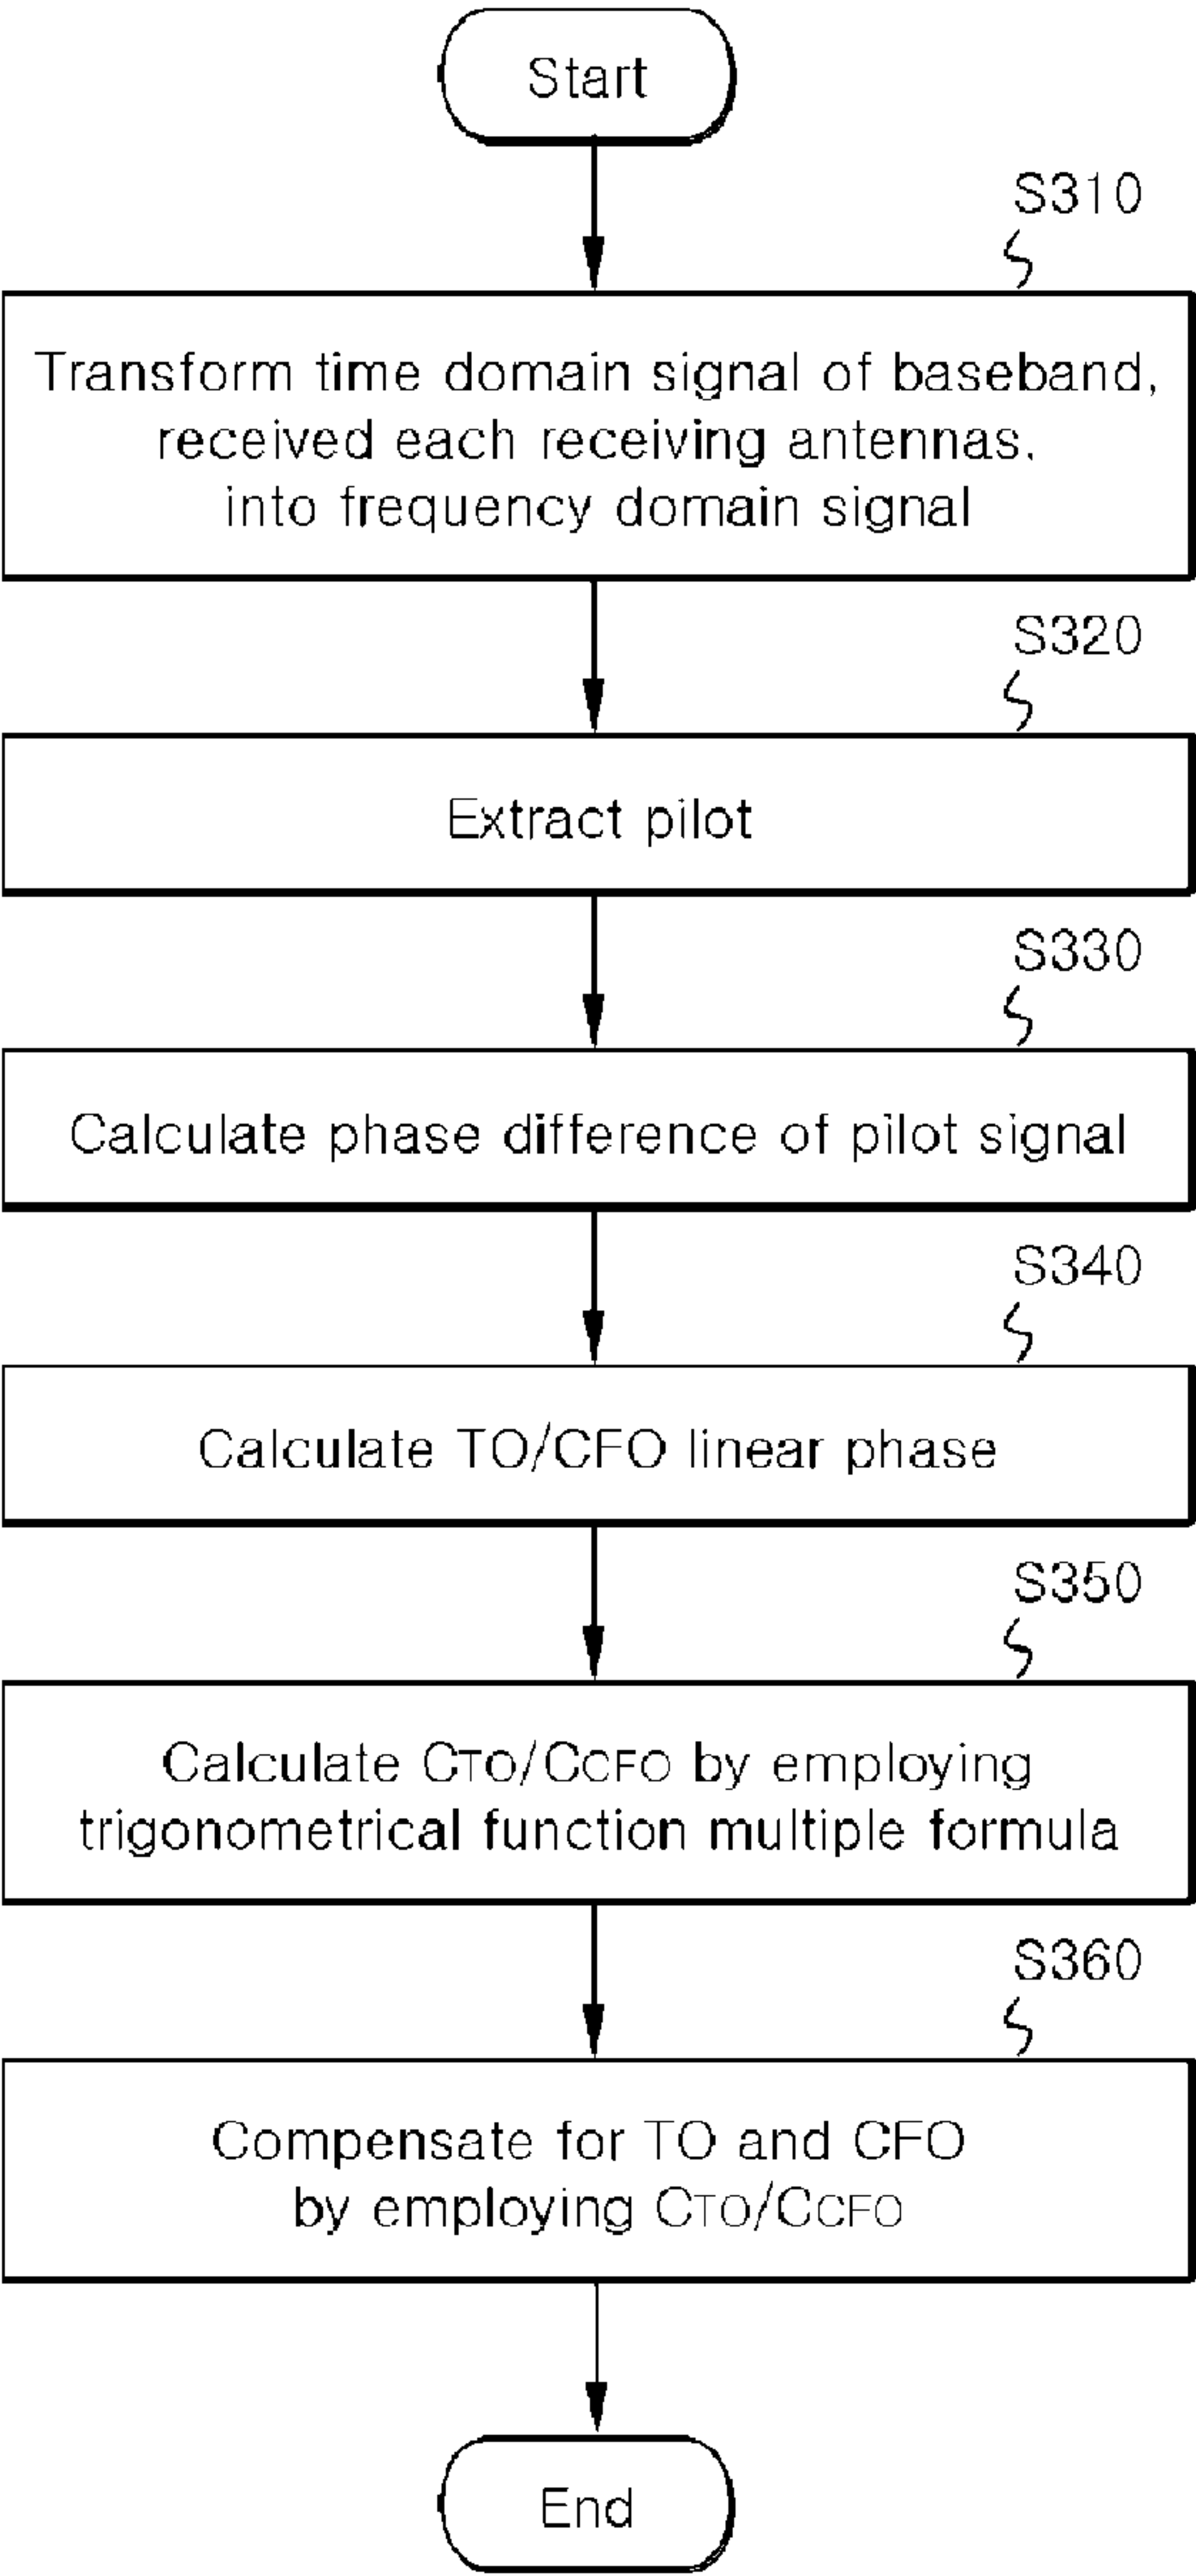 Start
S310
Transform time domain signal of baseband,
received each receiving antennas,
into frequency domain signal
S320
Extract pilot
S330
Calculate phase difference of pilot signal
S340
Calculate TO/CFO linear phase
S350
Calculate CTO/CCFO by employing
trigonometrical function multiple formula
S360
Compensate for TO and CFO
by employing CTO/CCFO
End